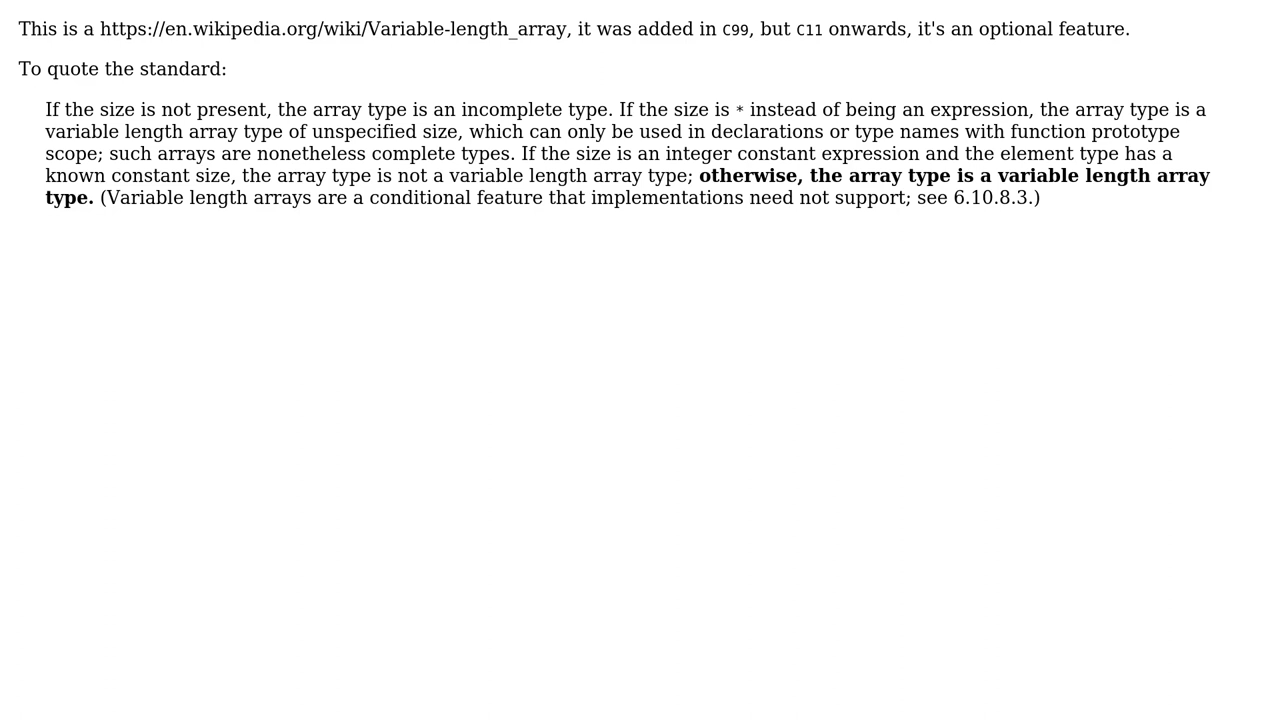 This is a https://en.wikipedia.org/wiki/Variable-length_array, it was added in C99, but C11 onwards, it's an optional feature.
To quote the standard:
If the size is not present, the array type is an incomplete type. If the size is * instead of being an expression, the array type is a
variable length array type of unspecified size, which can only be used in declarations or type names with function prototype
scope; such arrays are nonetheless complete types. If the size is an integer constant expression and the element type has a
known constant size, the array type is not a variable length array type; otherwise, the array type is a variable length array
type. (Variable length arrays are a conditional feature that implementations need not support; see 6.10.8.3.)